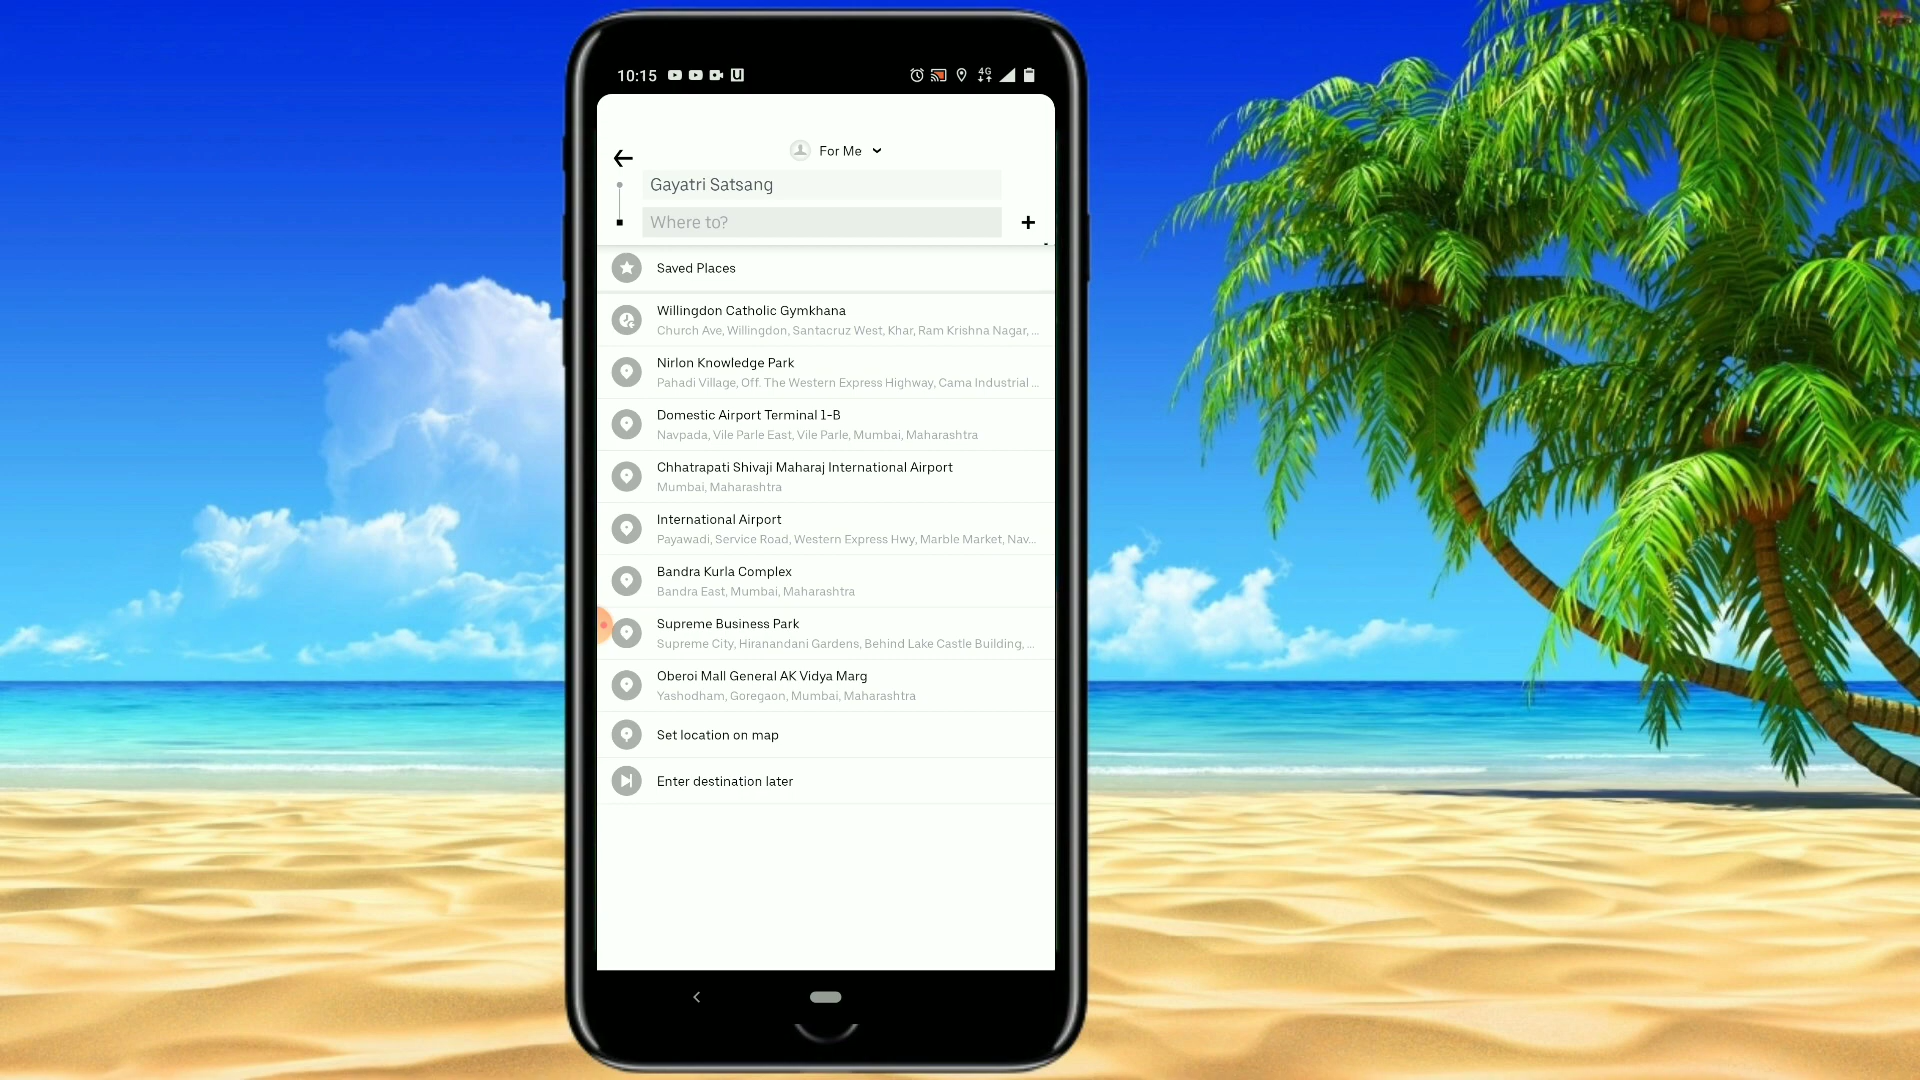 10:15
4G
For Me
Gayatri Satsang
Where to?
Saved Places
Willingdon Catholic Gymkhana
Church Ave, Willingdon, Santacruz West, Khar, Ram Krishna Nagar, ...
Nirlon Knowledge Park
Pahadi Village, Off. The Western Express Highway, Cama Industrial ...
Domestic Airport Terminal 1-B
Navpada, Vile Parle East, Vile Parle, Mumbai, Maharashtra
Chhatrapati Shivaji Maharaj International Airport
Mumbai, Maharashtra
International Airport
Payawadi, Service Road, Western Express Hwy, Marble Market, Nav...
Bandra Kurla Complex
Bandra East, Mumbai, Maharashtra
Supreme Business Park
Supreme City, Hiranandani Gardens, Behind Lake Castle Building, ...
Oberoi Mall General AK Vidya Marg
Yashodham, Goregaon, Mumbai, Maharashtra
Set location on map
Enter destination later